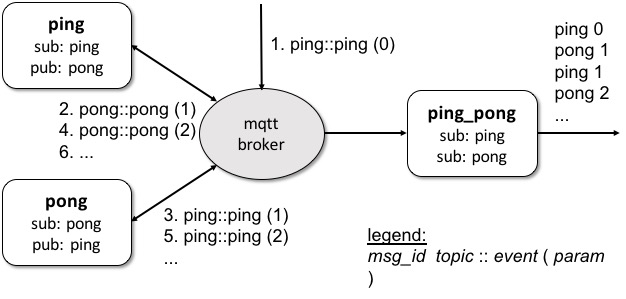 ping
sub: ping
pub: pong
1. ping::ping (0)
ping 0
pong 1
ping 1
pong 2
...
2. pong::pong (1)
4. pong::pong (2)
6. ...
mqtt
broker
ping_pong
sub: ping
sub: pong
pong
sub: pong
pub: ping
3. ping::ping (1)
5. ping::ping (2)
...
legend:
msg_id topic :: event ( param
)